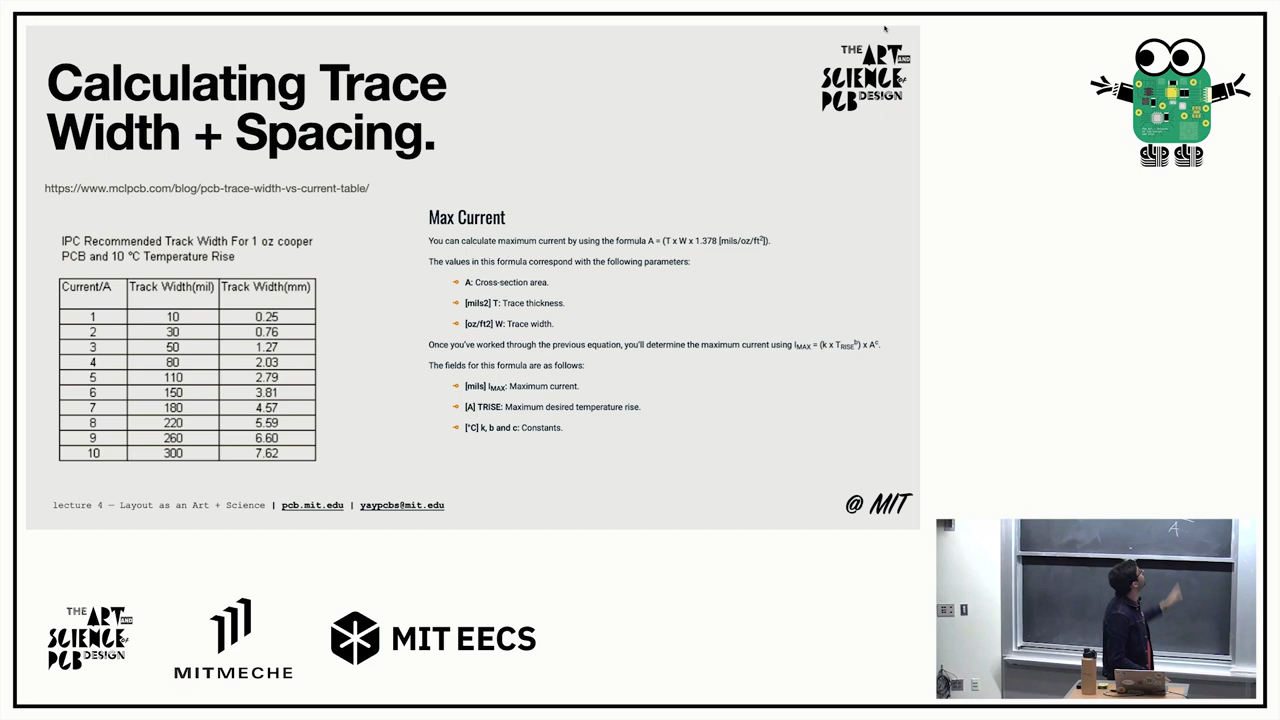 Calculating Trace
Width + Spacing.
THE ART AND
SCIENCE of
PCB DESIGN
https://www.mclpcb.com/blog/pcb-trace-width-vs-current-table/
IPC Recommended Track Width For 1 oz cooper
PCB and 10 °C Temperature Rise
Current/A Track Width(mil) Track Width(mm)
1 10 0.25
2 30 0.76
3 50 1.27
4 80 2.03
5 110 2.79
6 150 3.81
7 180 4.57
8 220 5.59
9 260 6.60
10 300 7.62
Max Current
You can calculate maximum current by using the formula A = (T x W x 1.378 [mils/oz/ft²]).
The values in this formula correspond with the following parameters:
A: Cross-section area.
[mils2] T: Trace thickness.
[oz/ft2] W: Trace width.
Once you've worked through the previous equation, you'll determine the maximum current using IMAX = (k x TRISEᵇ) x Aᶜ.
The fields for this formula are as follows:
[mils] IMAX: Maximum current.
[A] TRISE: Maximum desired temperature rise.
[°C] k, b and c: Constants.
lecture 4 — Layout as an Art + Science | pcb.mit.edu | yaypcbs@mit.edu
@ MIT
A
THE ART AND
SCIENCE of
PCB DESIGN
MITMECHE
MIT EECS